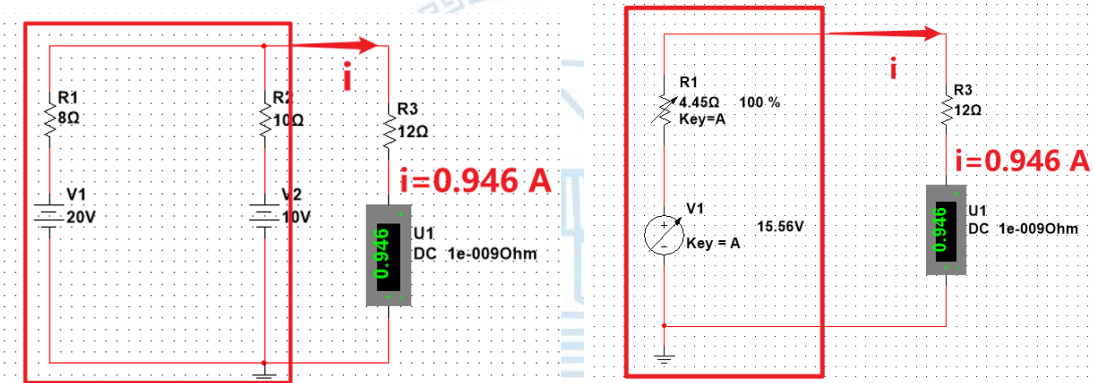 i
R1
8Ω
R2
10Ω
R3
12Ω
i=0.946 A
V1
20V
V2
10V
0.946
U1
DC 1e-009Ohm
i
R1
4.45Ω 100 %
Key=A
R3
12Ω
i=0.946 A
V1
15.56V
Key = A
0.946
U1
DC 1e-009Ohm